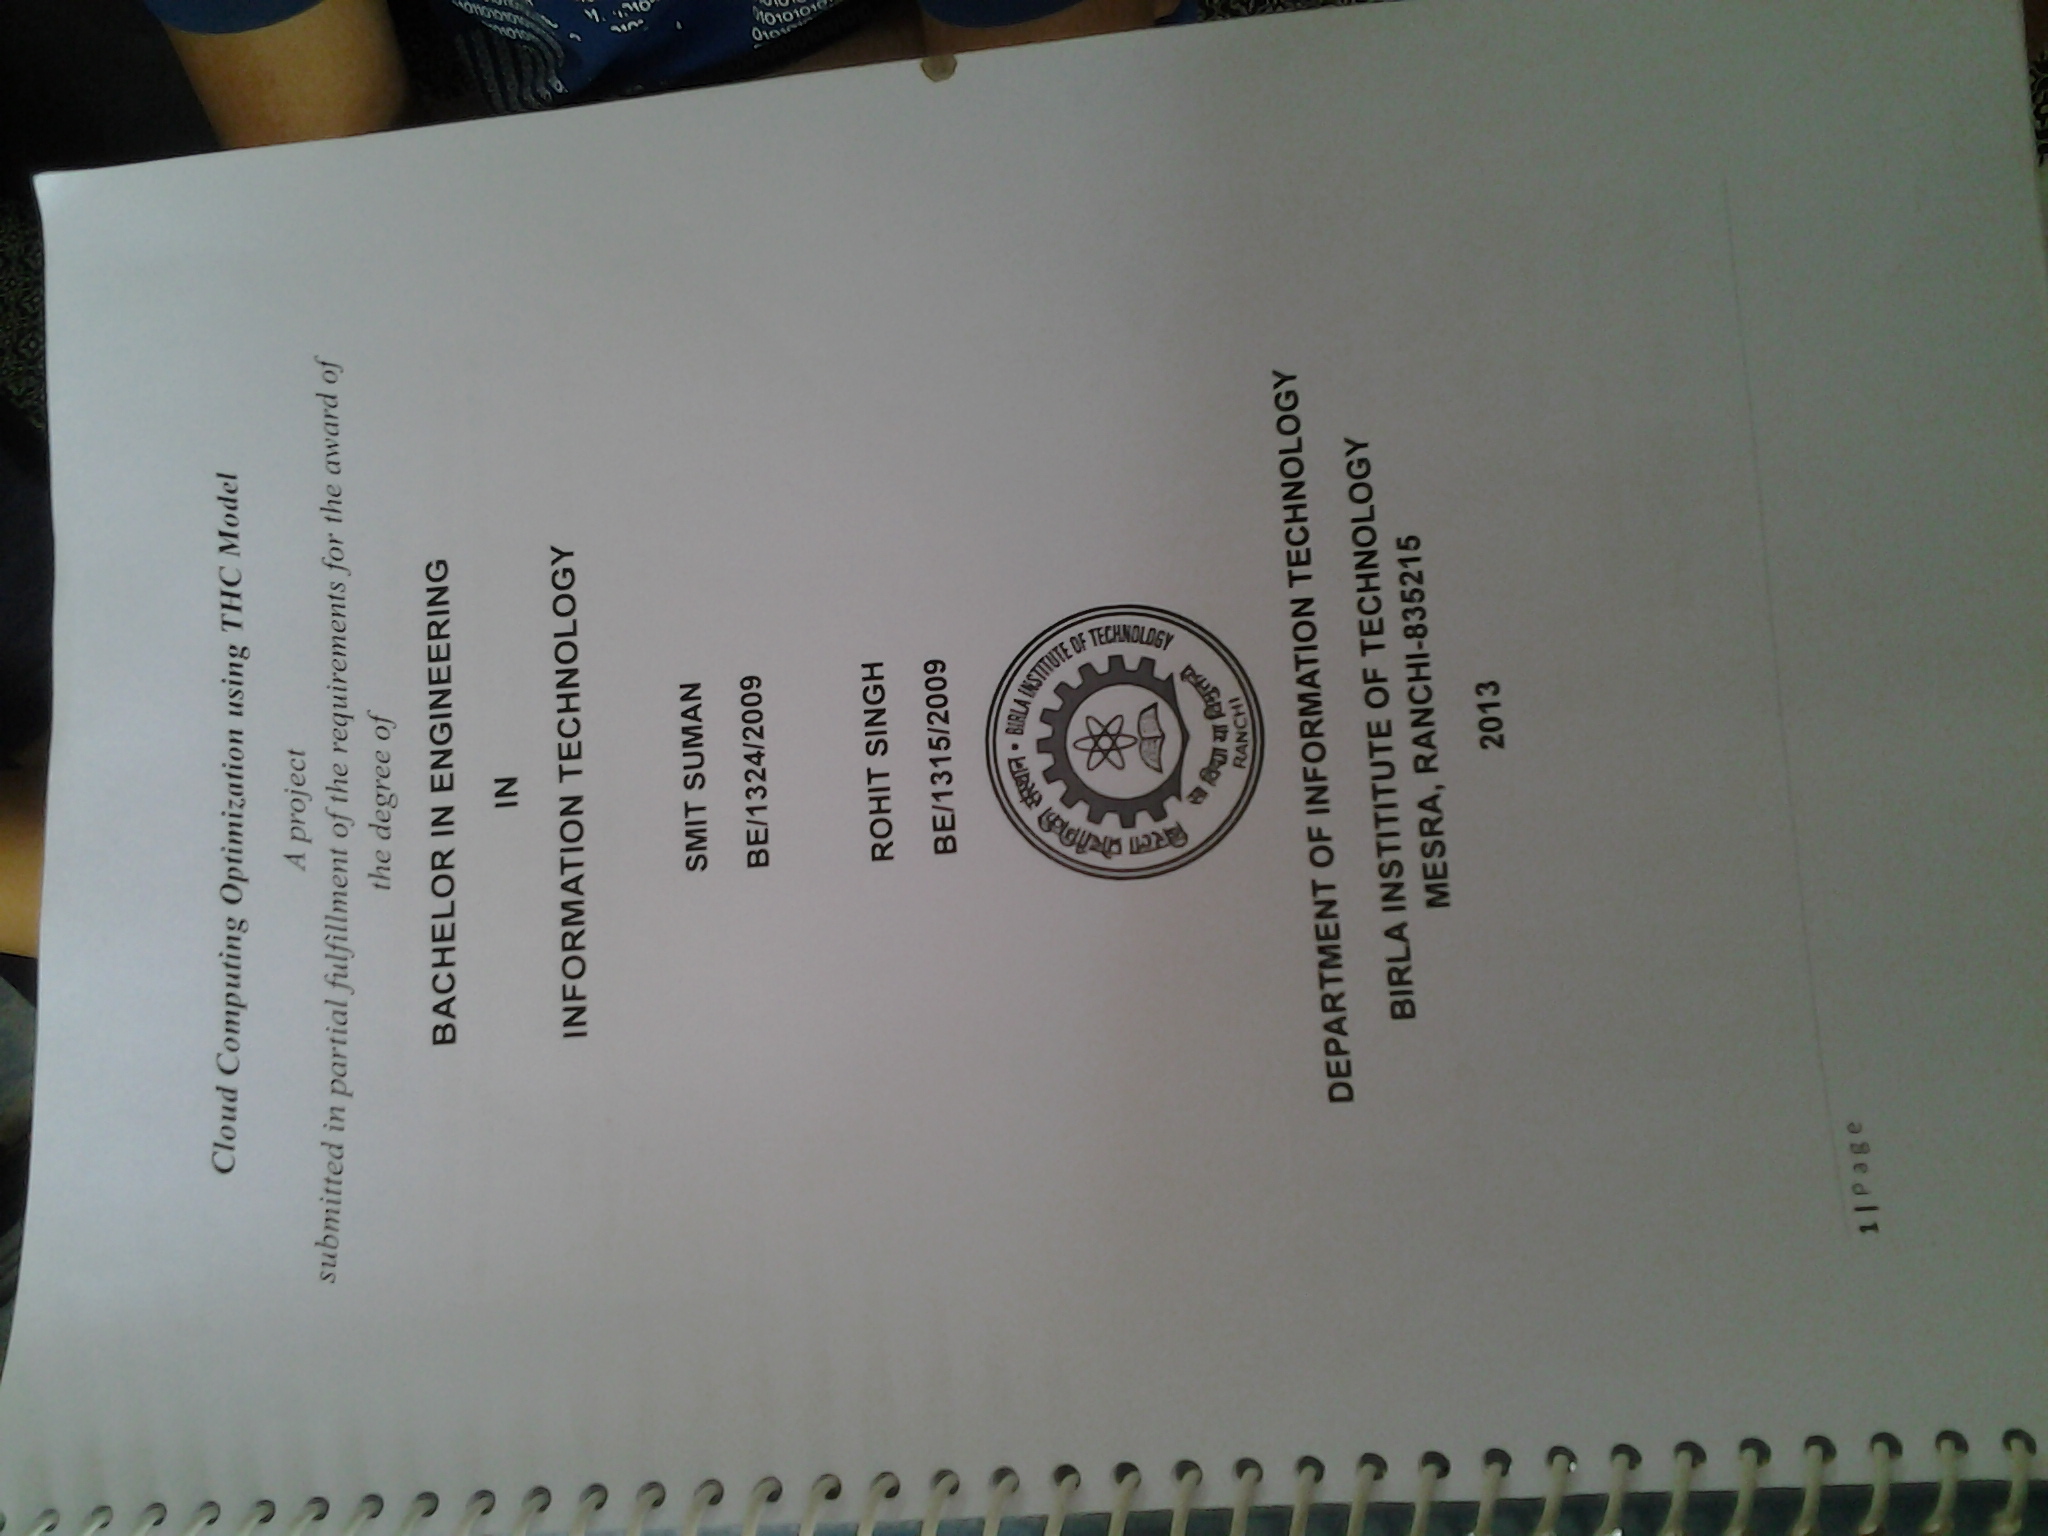 Cloud Computing Optimization using THC Model
A project
submitted in partial fulfillment of the requirements for the award of
the degree of
BACHELOR IN ENGINEERING
IN
INFORMATION TECHNOLOGY
SMIT SUMAN
BE/1324/2009
ROHIT SINGH
BE/1315/2009
बिरला प्रोद्यौगिकी संस्थान • BIRLA INSTITUTE OF TECHNOLOGY
सा विद्या या विमुक्तये
RANCHI
DEPARTMENT OF INFORMATION TECHNOLOGY
BIRLA INSTITITUTE OF TECHNOLOGY
MESRA, RANCHI-835215
2013
1 | Page